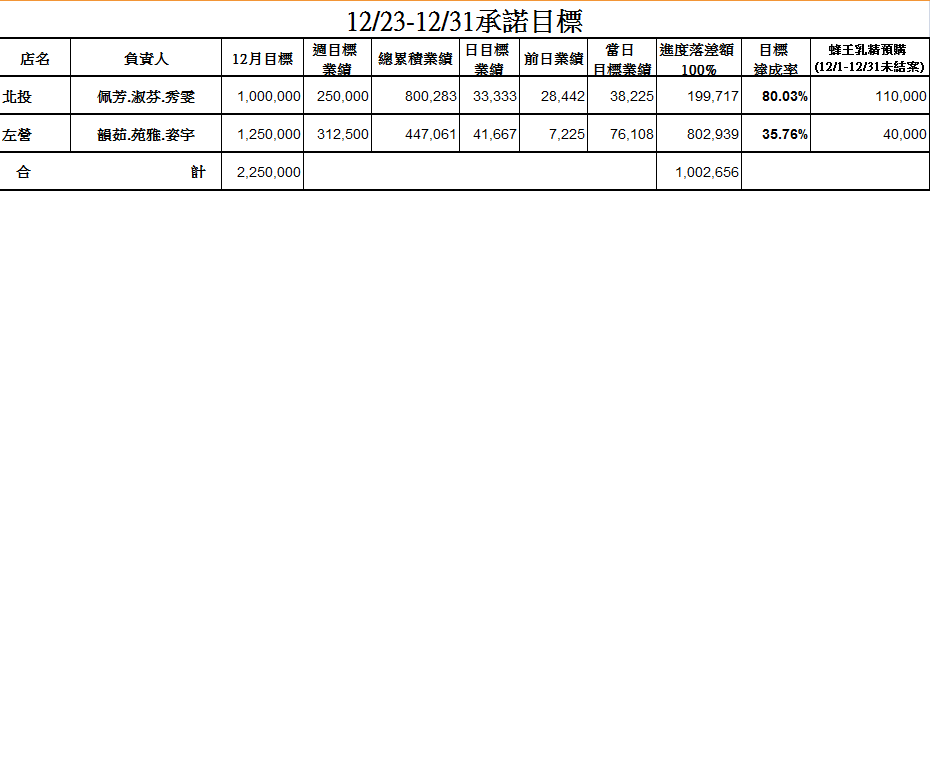 12/23-12/31承諾目標
店名 負責人 12月目標 週目標業績 總累積業績 日目標業績 前日業績 當日目標業績 進度落差額100% 目標達成率 蜂王乳精預購(12/1-12/31未結案)
北投 佩芳.淑芬.秀雯 1,000,000 250,000 800,283 33,333 28,442 38,225 199,717 80.03% 110,000
左營 韻茹.苑雅.姿宇 1,250,000 312,500 447,061 41,667 7,225 76,108 802,939 35.76% 40,000
合計 2,250,000 1,002,656